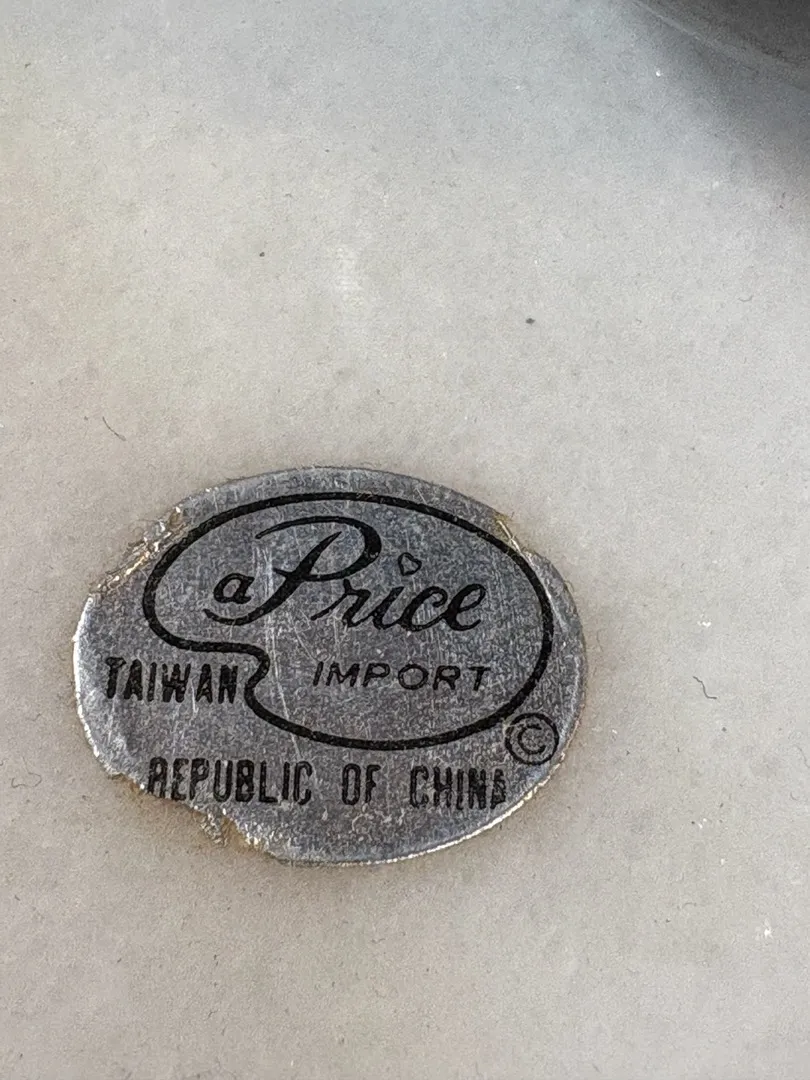 a Price
IMPORT
TAIWAN
©
REPUBLIC OF CHINA